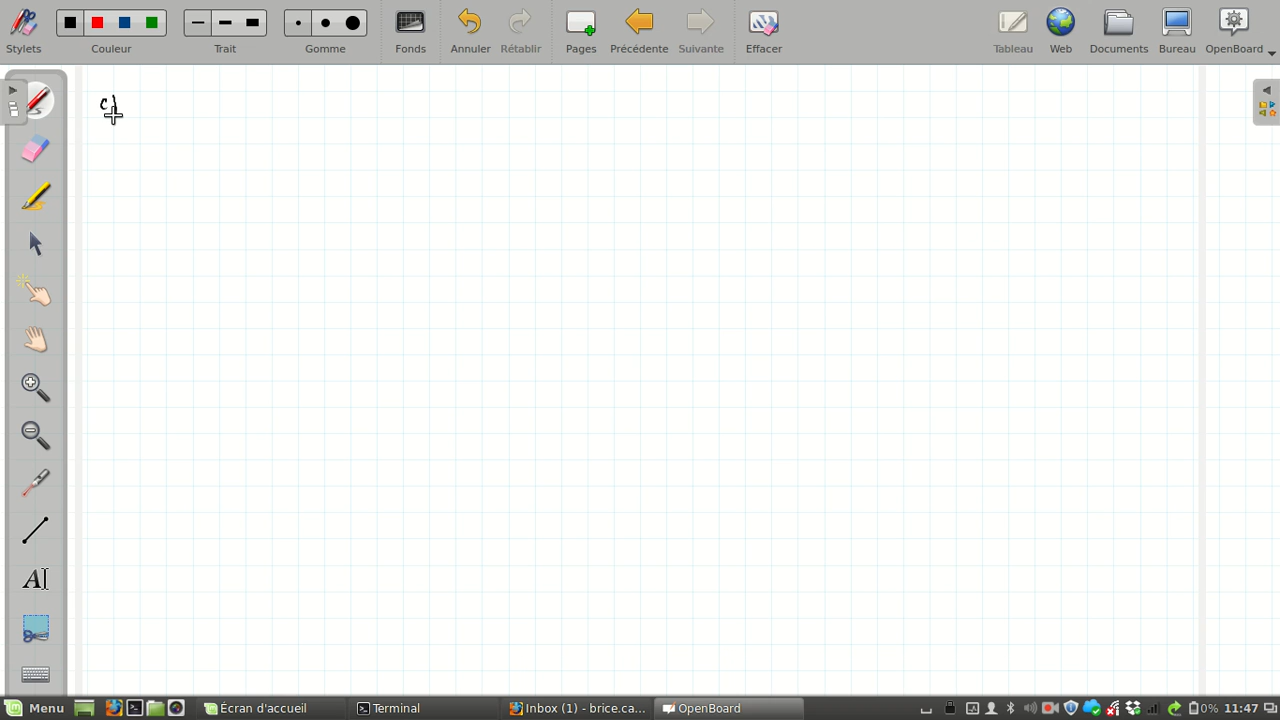 Stylets Couleur Trait Gomme Fonds Annuler Rétablir Pages Précédente Suivante Effacer Tableau Web Documents Bureau OpenBoard
c)
AI
Menu Écran d'accueil Terminal Inbox (1) - brice.ca... OpenBoard 0% 11:47